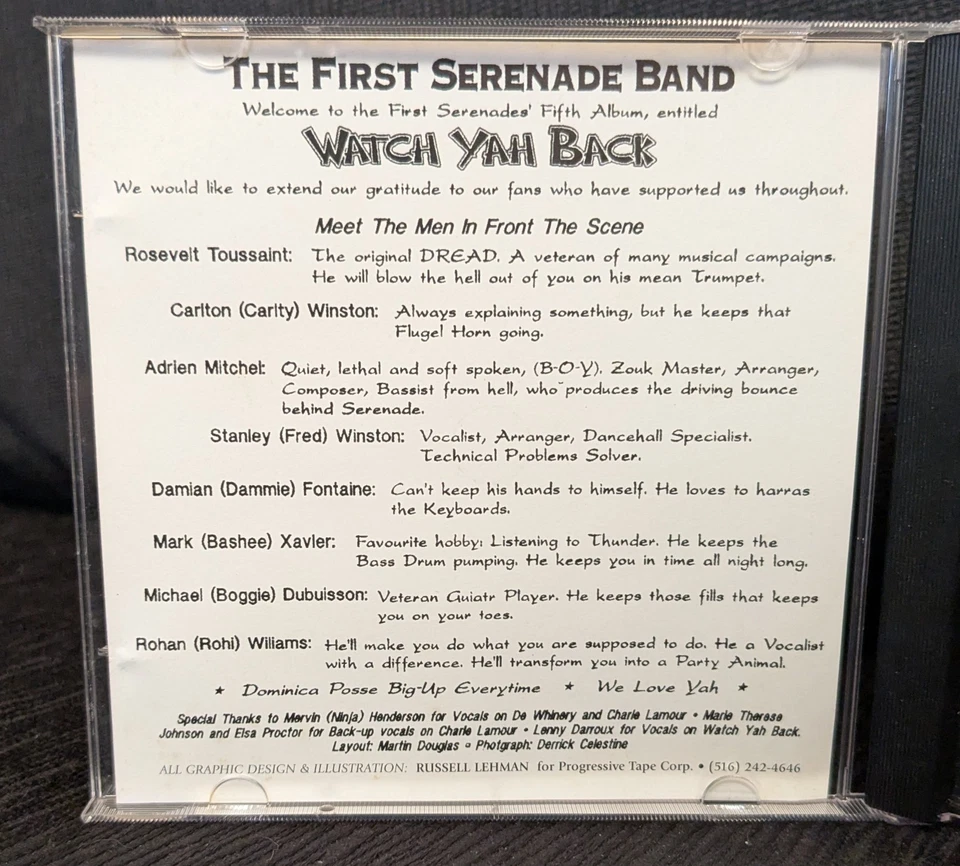 THE FIRST SERENADE BAND
Welcome to the First Serenades' Fifth Album, entitled
WATCH YAH BACK
We would like to extend our gratitude to our fans who have supported us throughout.
Meet The Men In Front The Scene
Rosevelt Toussaint: The original DREAD. A veteran of many musical campaigns.
He will blow the hell out of you on his mean Trumpet.
Carlton (Carlty) Winston: Always explaining something, but he keeps that
Flugel Horn going.
Adrien Mitchel: Quiet, lethal and soft spoken, (B-O-Y). Zouk Master, Arranger,
Composer, Bassist from hell, who produces the driving bounce
behind Serenade.
Stanley (Fred) Winston: Vocalist, Arranger, Dancehall Specialist.
Technical Problems Solver.
Damian (Dammie) Fontaine: Can't keep his hands to himself. He loves to harras
the Keyboards.
Mark (Bashee) Xavier: Favourite hobby: Listening to Thunder. He keeps the
Bass Drum pumping. He keeps you in time all night long.
Michael (Boggie) Dubuisson: Veteran Guiatr Player. He keeps those fills that keeps
you on your toes.
Rohan (Rohi) Wiliams: He'll make you do what you are supposed to do. He a Vocalist
with a difference. He'll transform you into a Party Animal.
★ Dominica Posse Big-Up Everytime ★ We Love Yah ★
Special Thanks to Mervin (Ninja) Henderson for Vocals on De Whinery and Charle Lamour • Marie Therese
Johnson and Elsa Proctor for Back-up vocals on Charle Lamour • Lenny Darroux for Vocals on Watch Yah Back.
Layout: Martin Douglas ¤ Photgraph: Derrick Celestine
ALL GRAPHIC DESIGN & ILLUSTRATION: RUSSELL LEHMAN for Progressive Tape Corp. • (516) 242-4646